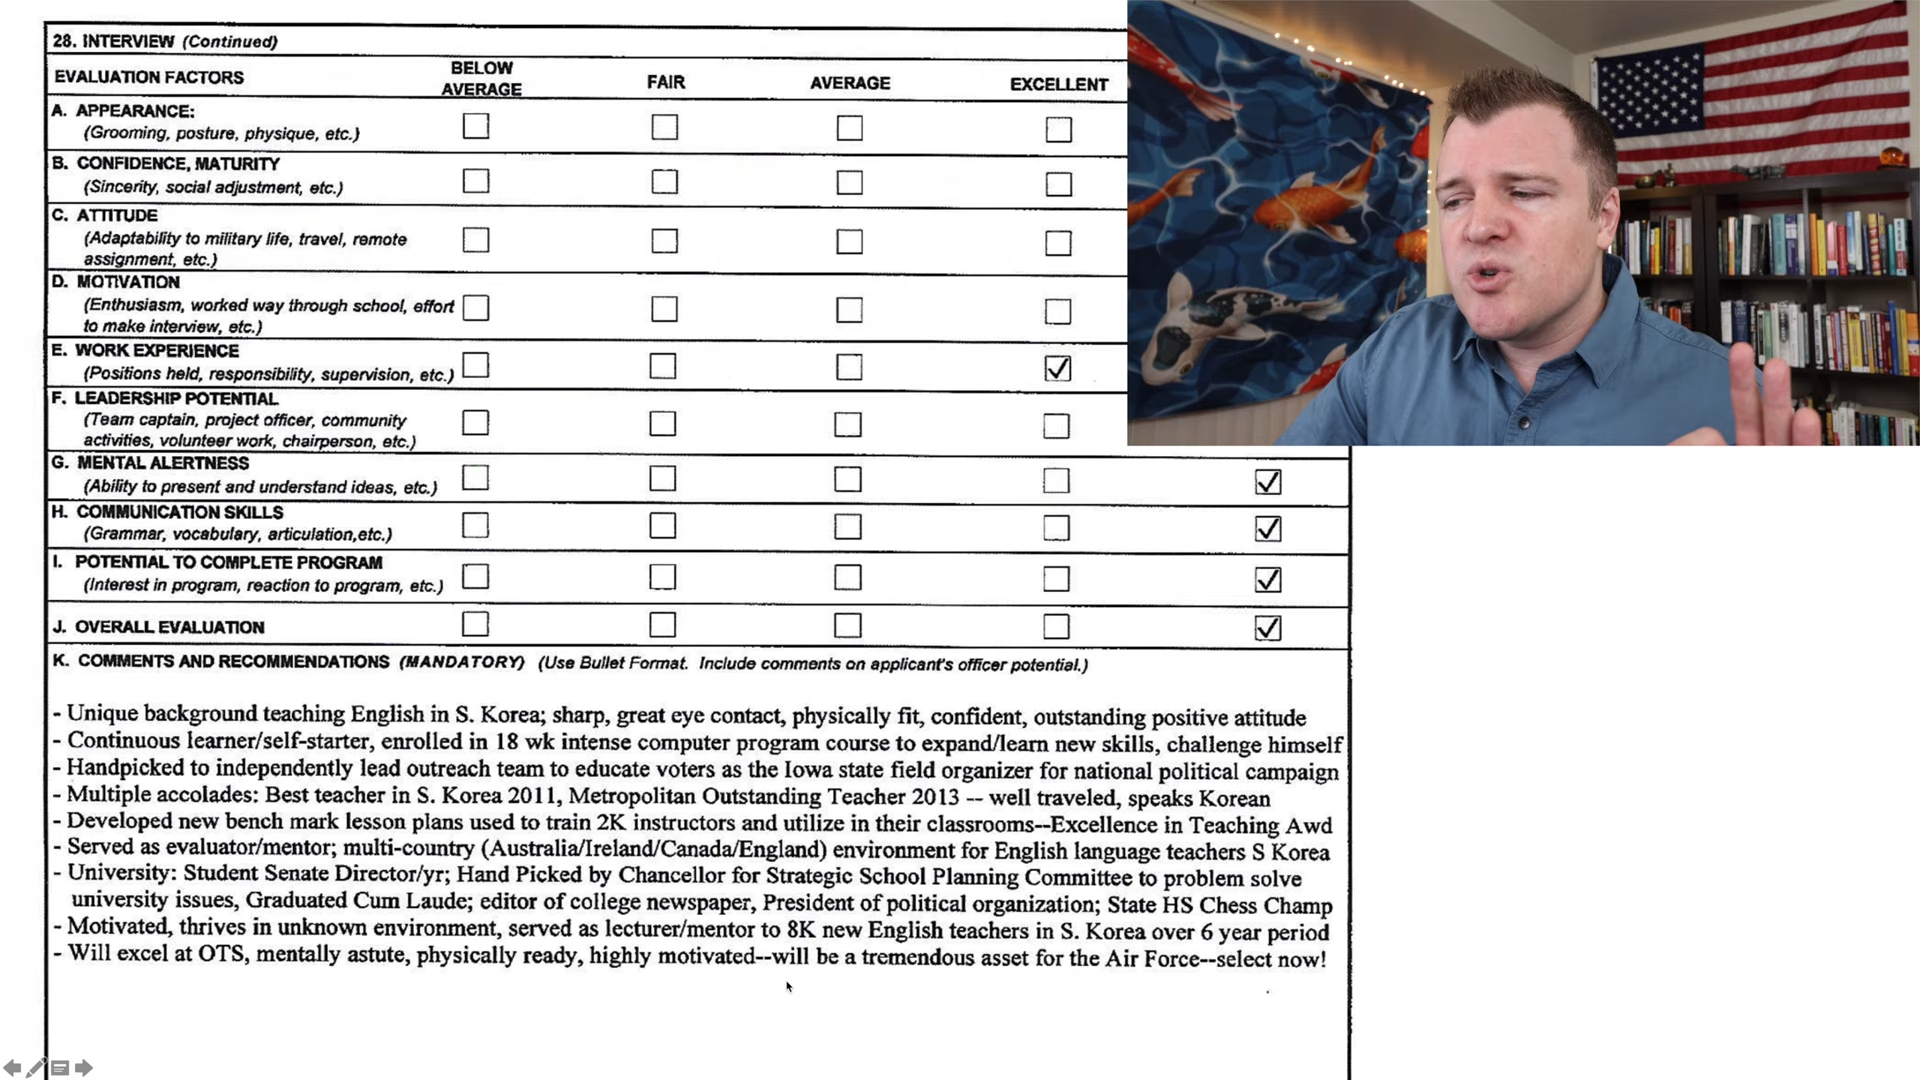 28. INTERVIEW (Continued)
EVALUATION FACTORS
BELOW AVERAGE
FAIR
AVERAGE
EXCELLENT
A. APPEARANCE:
(Grooming, posture, physique, etc.)
B. CONFIDENCE, MATURITY
(Sincerity, social adjustment, etc.)
C. ATTITUDE
(Adaptability to military life, travel, remote
assignment, etc.)
D. MOTIVATION
(Enthusiasm, worked way through school, effort
to make interview, etc.)
E. WORK EXPERIENCE
(Positions held, responsibility, supervision, etc.)
F. LEADERSHIP POTENTIAL
(Team captain, project officer, community
activities, volunteer work, chairperson, etc.)
G. MENTAL ALERTNESS
(Ability to present and understand ideas, etc.)
H. COMMUNICATION SKILLS
(Grammar, vocabulary, articulation,etc.)
I. POTENTIAL TO COMPLETE PROGRAM
(Interest in program, reaction to program, etc.)
J. OVERALL EVALUATION
K. COMMENTS AND RECOMMENDATIONS (MANDATORY) (Use Bullet Format. Include comments on applicant's officer potential.)
- Unique background teaching English in S. Korea; sharp, great eye contact, physically fit, confident, outstanding positive attitude
- Continuous learner/self-starter, enrolled in 18 wk intense computer program course to expand/learn new skills, challenge himself
- Handpicked to independently lead outreach team to educate voters as the Iowa state field organizer for national political campaign
- Multiple accolades: Best teacher in S. Korea 2011, Metropolitan Outstanding Teacher 2013 -- well traveled, speaks Korean
- Developed new bench mark lesson plans used to train 2K instructors and utilize in their classrooms--Excellence in Teaching Awd
- Served as evaluator/mentor; multi-country (Australia/Ireland/Canada/England) environment for English language teachers S Korea
- University: Student Senate Director/yr; Hand Picked by Chancellor for Strategic School Planning Committee to problem solve
university issues, Graduated Cum Laude; editor of college newspaper, President of political organization; State HS Chess Champ
- Motivated, thrives in unknown environment, served as lecturer/mentor to 8K new English teachers in S. Korea over 6 year period
- Will excel at OTS, mentally astute, physically ready, highly motivated--will be a tremendous asset for the Air Force--select now!